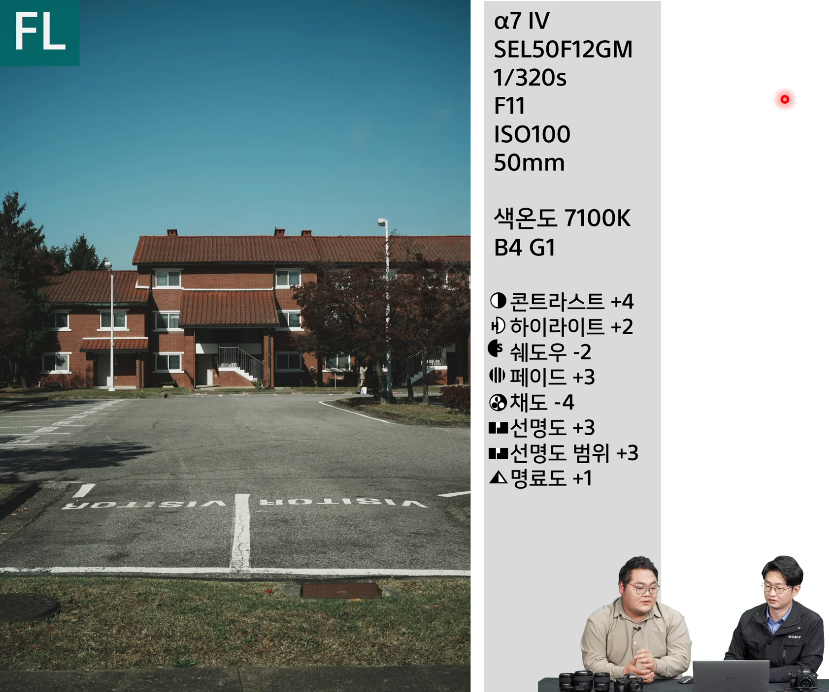 FL
α7 IV
SEL50F12GM
1/320s
F11
ISO100
50mm
색온도 7100K
B4 G1
콘트라스트 +4
하이라이트 +2
쉐도우 -2
페이드 +3
채도 -4
선명도 +3
선명도 범위 +3
명료도 +1
VISITOR VISITOR
SONY